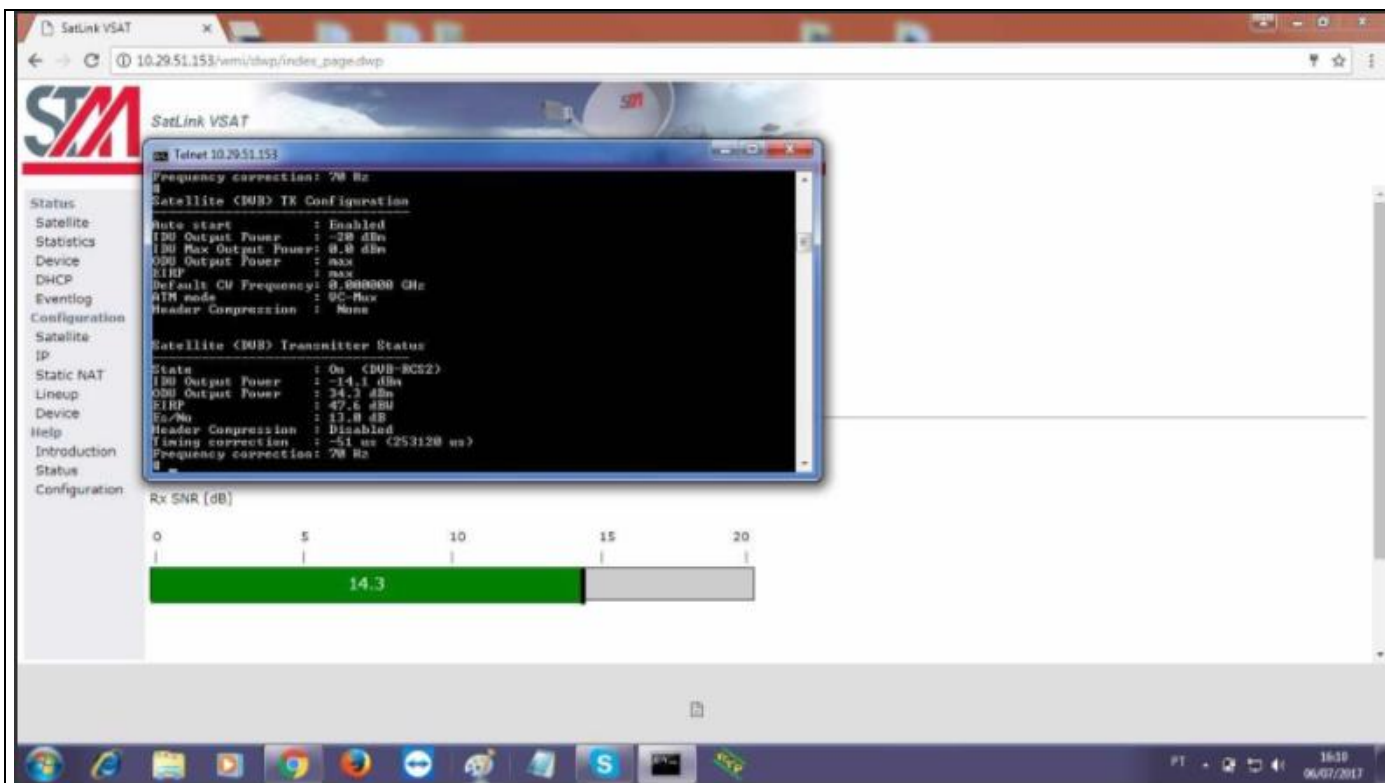 SatLink VSAT
10.29.51.153/wmi/dwp/index_page.dwp
STM
SatLink VSAT
STM
Telnet 10.29.51.153
Frequency correction: 70 Hz
#
Satellite (DVB) TX Configuration
Auto start : Enabled
IDU Output Power : -20 dBm
IDU Max Output Power: 0.0 dBm
ODU Output Power : max
EIRP : max
Default CW Frequency: 0.000000 GHz
ATM mode : VC-Mux
Header Compression : None
Satellite (DVB) Transmitter Status
State : On (DVB-RCS2)
IDU Output Power : -14.1 dBm
ODU Output Power : 34.3 dBm
EIRP : 47.6 dBW
Es/No : 13.0 dB
Header Compression : Disabled
Timing correction : -51 us (253120 us)
Frequency correction: 70 Hz
# _
Status
Satellite
Statistics
Device
DHCP
Eventlog
Configuration
Satellite
IP
Static NAT
Lineup
Device
Help
Introduction
Status
Configuration
Rx SNR [dB]
0 5 10 15 20
14.3
PT
16:10
06/07/2017